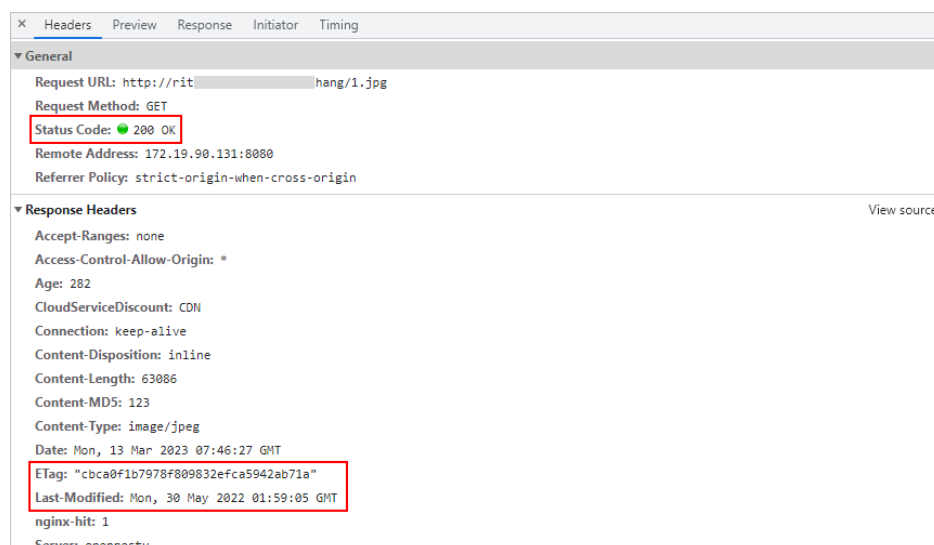 × Headers Preview Response Initiator Timing
▼ General
Request URL: http://rit hang/1.jpg
Request Method: GET
Status Code: 200 OK
Remote Address: 172.19.90.131:8080
Referrer Policy: strict-origin-when-cross-origin
▼ Response Headers View source
Accept-Ranges: none
Access-Control-Allow-Origin: *
Age: 282
CloudServiceDiscount: CDN
Connection: keep-alive
Content-Disposition: inline
Content-Length: 63086
Content-MD5: 123
Content-Type: image/jpeg
Date: Mon, 13 Mar 2023 07:46:27 GMT
ETag: "cbca0f1b7978f809832efca5942ab71a"
Last-Modified: Mon, 30 May 2022 01:59:05 GMT
nginx-hit: 1
Server: openresty